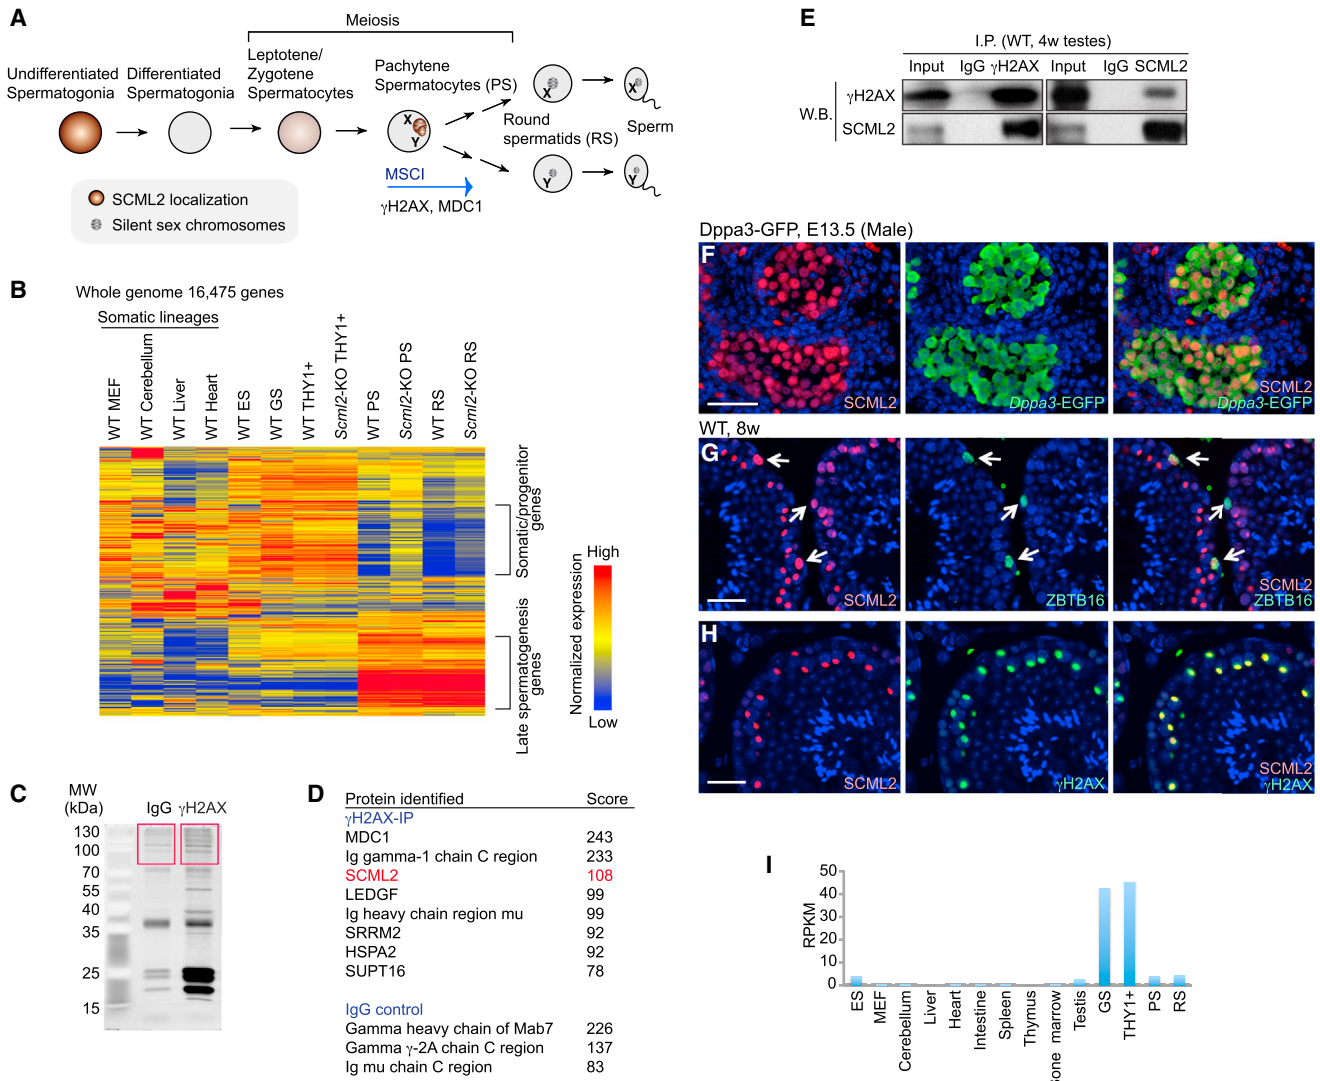 A
Meiosis
Undifferentiated
Spermatogonia
Differentiated
Spermatogonia
Leptotene/
Zygotene
Spermatocytes
Pachytene
Spermatocytes (PS)
X
Y
X
X
Round
spermatids (RS)
Sperm
Y
Y
MSCI
γH2AX, MDC1
SCML2 localization
Silent sex chromosomes
B
Whole genome 16,475 genes
Somatic lineages
WT MEF
WT Cerebellum
WT Liver
WT Heart
WT ES
WT GS
WT THY1+
Scml2-KO THY1+
WT PS
Scml2-KO PS
WT RS
Scml2-KO RS
Somatic/progenitor
genes
Late spermatogenesis
genes
Normalized expression
High
Low
C
MW
(kDa)
IgG γH2AX
130
100
70
55
40
35
25
15
D
Protein identified Score
γH2AX-IP
MDC1 243
Ig gamma-1 chain C region 233
SCML2 108
LEDGF 99
Ig heavy chain region mu 99
SRRM2 92
HSPA2 92
SUPT16 78
IgG control
Gamma heavy chain of Mab7 226
Gamma γ-2A chain C region 137
Ig mu chain C region 83
E
I.P. (WT, 4w testes)
Input IgG γH2AX Input IgG SCML2
W.B.
γH2AX
SCML2
Dppa3-GFP, E13.5 (Male)
F
SCML2
Dppa3-EGFP
SCML2
Dppa3-EGFP
WT, 8w
G
SCML2
ZBTB16
SCML2
ZBTB16
H
SCML2
γH2AX
SCML2
γH2AX
I
RPKM
50
40
30
20
10
0
ES
MEF
Cerebellum
Liver
Heart
Intestine
Spleen
Thymus
marrow
Testis
GS
THY1+
PS
RS